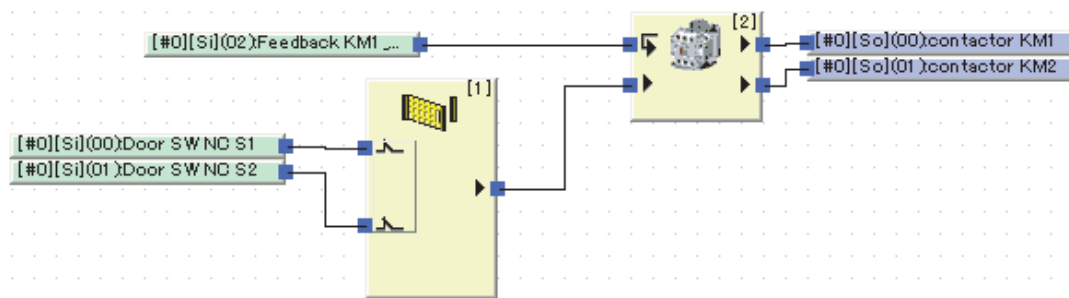 [#0][Si](02):Feedback KM1_...
[2]
[#0][So](00):contactor KM1
[#0][So](01):contactor KM2
[1]
[#0][Si](00):Door SW NC S1
[#0][Si](01):Door SW NC S2